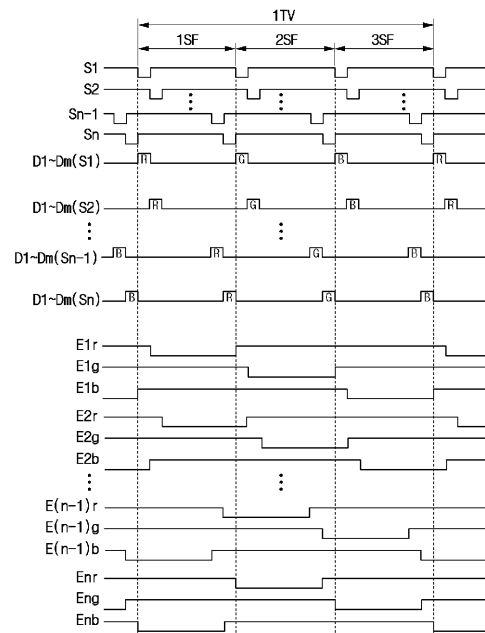 1TV
1SF 2SF 3SF
S1
S2
Sn-1
Sn
D1~Dm(S1) R G B R
D1~Dm(S2) R G B R
D1~Dm(Sn-1) B R G B
D1~Dm(Sn) B R G B
E1r
E1g
E1b
E2r
E2g
E2b
E(n-1)r
E(n-1)g
E(n-1)b
Enr
Eng
Enb